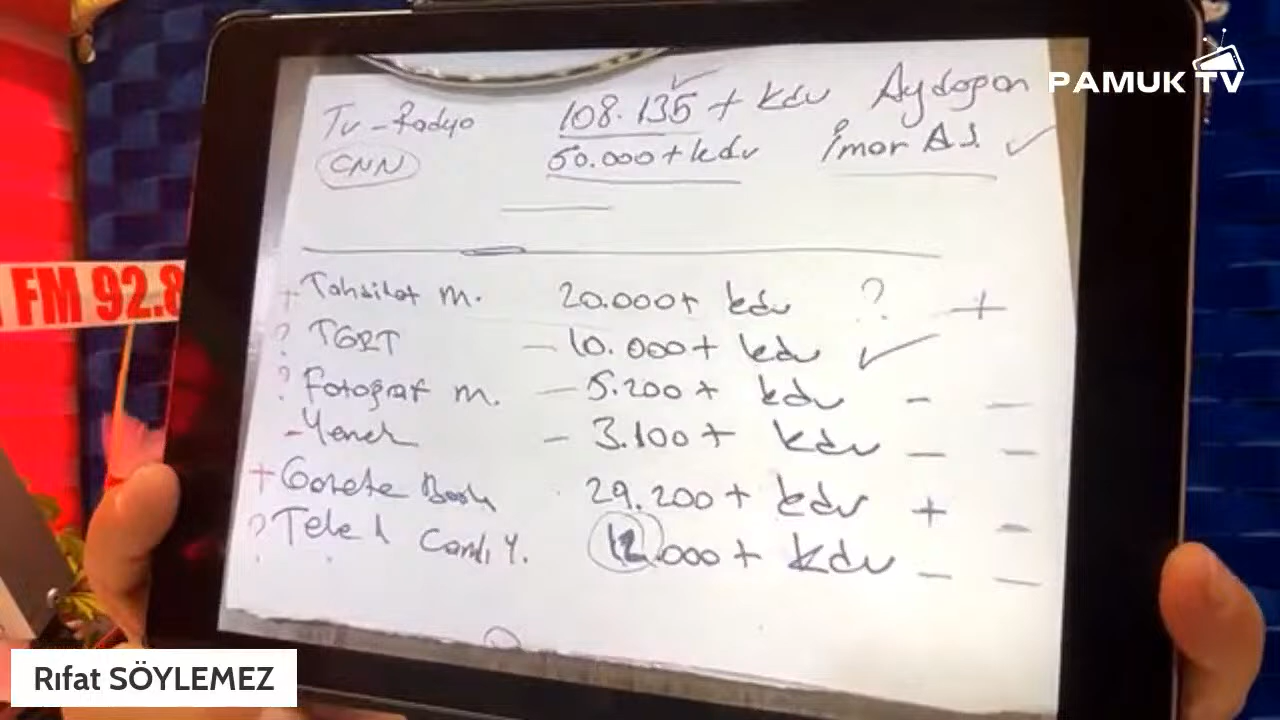 PAMUK TV
Tv - Radyo 108.135 + kdv Aydoğan
CNN 50.000 + kdv İmar A.Ş. ✓
+ Tahsilat m. 20.000 + kdv ? +
? TGRT — 10.000 + kdv ✓
? Fotoğraf m. — 5.200 + kdv - —
- Yemek — 3.100 + kdv — —
+ Gazete Baskı 29.200 + kdv + -
? Tele 1 Canlı Y. 12.000 + kdv — —
FM 92.8
Rıfat SÖYLEMEZ